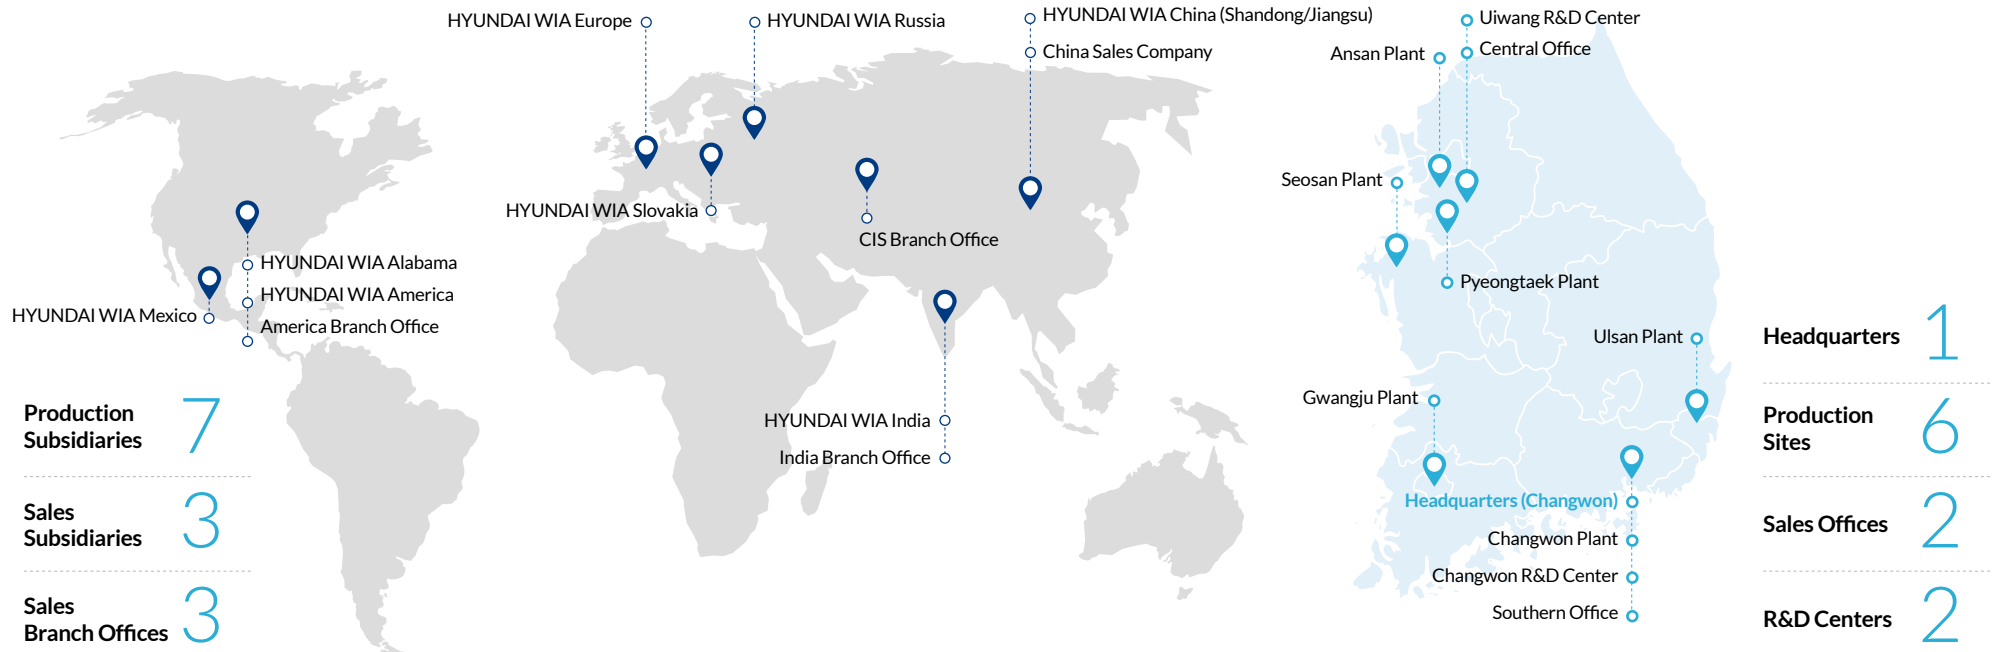 HYUNDAI WIA Europe
HYUNDAI WIA Russia
HYUNDAI WIA China (Shandong/Jiangsu)
China Sales Company
HYUNDAI WIA Slovakia
CIS Branch Office
HYUNDAI WIA Alabama
HYUNDAI WIA America
America Branch Office
HYUNDAI WIA Mexico
HYUNDAI WIA India
India Branch Office
Production
Subsidiaries 7
Sales
Subsidiaries 3
Sales
Branch Offices 3
Uiwang R&D Center
Central Office
Ansan Plant
Seosan Plant
Pyeongtaek Plant
Ulsan Plant
Gwangju Plant
Headquarters (Changwon)
Changwon Plant
Changwon R&D Center
Southern Office
Headquarters 1
Production
Sites 6
Sales Offices 2
R&D Centers 2